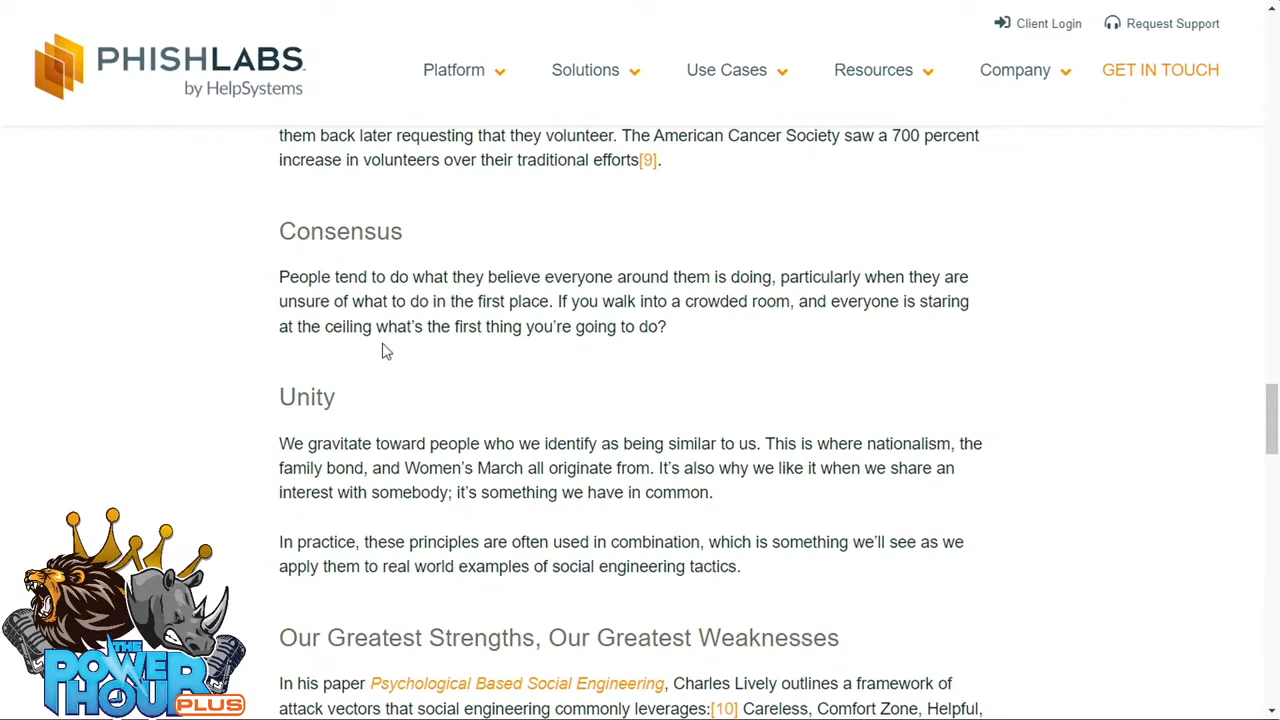 Client Login
Request Support
PHISHLABS
by HelpSystems
Platform
Solutions
Use Cases
Resources
Company
GET IN TOUCH
them back later requesting that they volunteer. The American Cancer Society saw a 700 percent
increase in volunteers over their traditional efforts[9].
Consensus
People tend to do what they believe everyone around them is doing, particularly when they are
unsure of what to do in the first place. If you walk into a crowded room, and everyone is staring
at the ceiling what's the first thing you're going to do?
Unity
We gravitate toward people who we identify as being similar to us. This is where nationalism, the
family bond, and Women's March all originate from. It's also why we like it when we share an
interest with somebody; it's something we have in common.
In practice, these principles are often used in combination, which is something we'll see as we
apply them to real world examples of social engineering tactics.
Our Greatest Strengths, Our Greatest Weaknesses
In his paper Psychological Based Social Engineering, Charles Lively outlines a framework of
attack vectors that social engineering commonly leverages:[10] Careless, Comfort Zone, Helpful,
THE
POWER
HOUR
PLUS